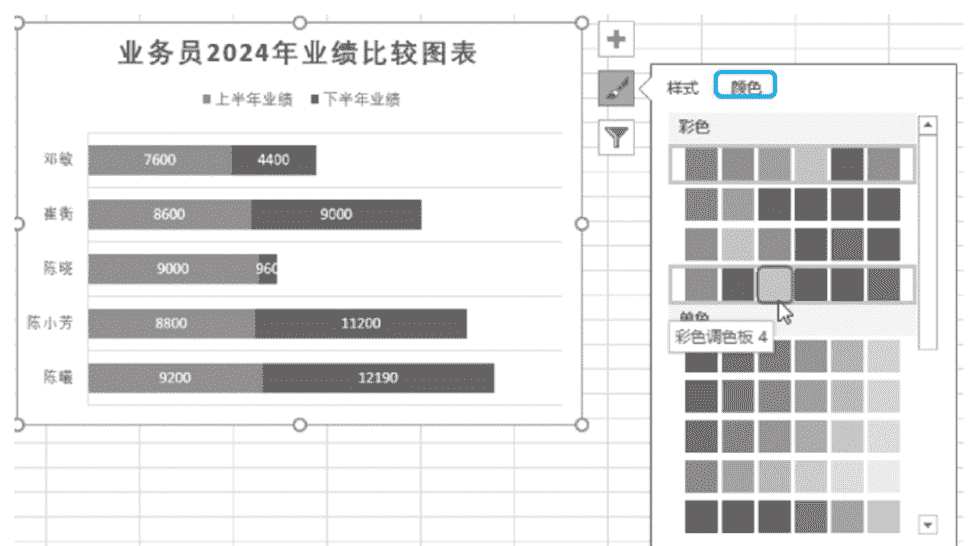 业务员2024年业绩比较图表
上半年业绩 下半年业绩
邓敏 7600 4400
崔衡 8600 9000
陈晓 9000 960
陈小芳 8800 11200
陈曦 9200 12190
样式 颜色
彩色
单色
彩色调色板 4